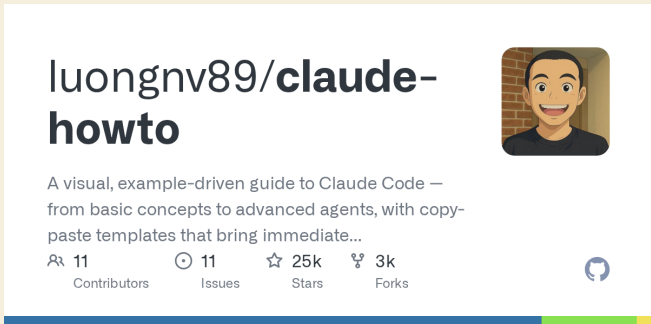 luongnv89/claude-
howto
A visual, example-driven guide to Claude Code —
from basic concepts to advanced agents, with copy-
paste templates that bring immediate...
11 11 25k 3k
Contributors Issues Stars Forks